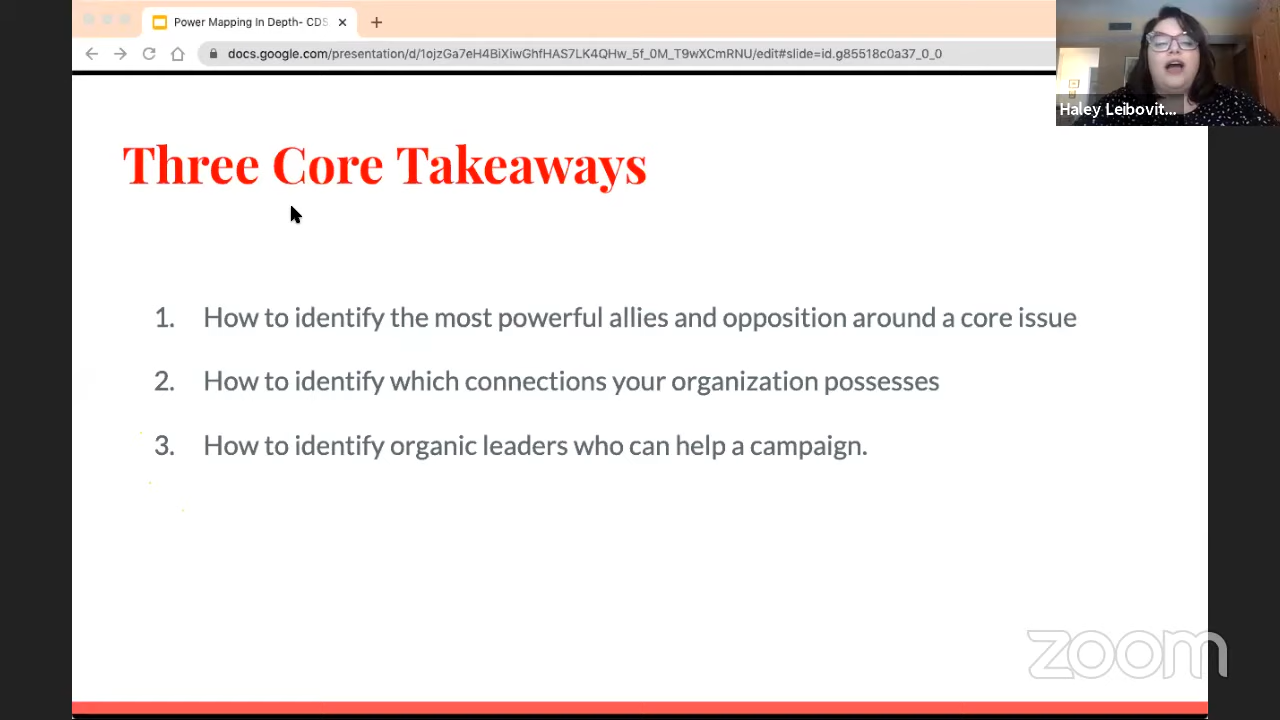 Power Mapping In Depth- CDS
docs.google.com/presentation/d/1ojzGa7eH4BiXiwGhfHAS7LK4QHw_5f_0M_T9wXCmRNU/edit#slide=id.g85518c0a37_0_0
Haley Leibovit...
Three Core Takeaways
1. How to identify the most powerful allies and opposition around a core issue
2. How to identify which connections your organization possesses
3. How to identify organic leaders who can help a campaign.
zoom